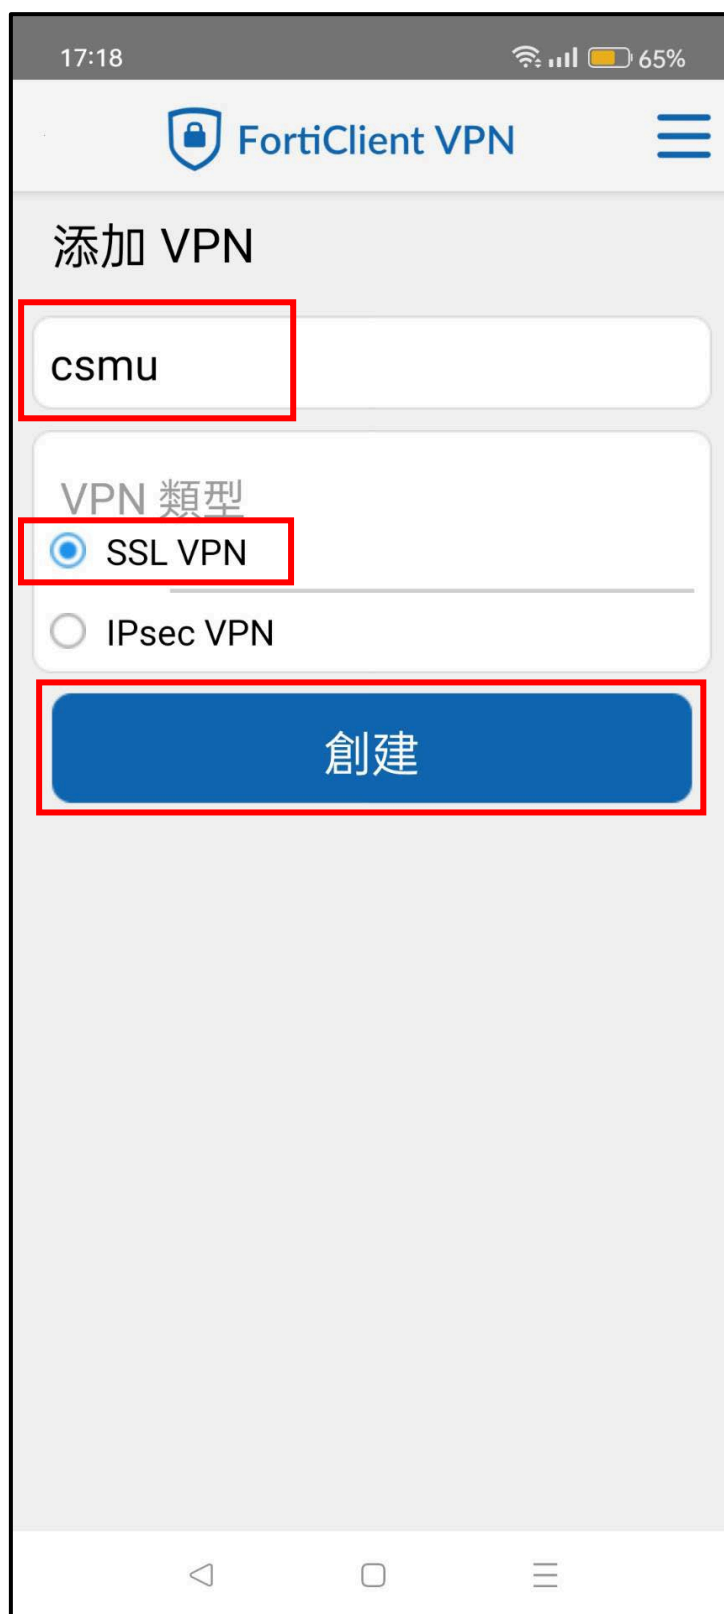 17:18 65%
FortiClient VPN
添加 VPN
csmu
VPN 類型
SSL VPN
IPsec VPN
創建